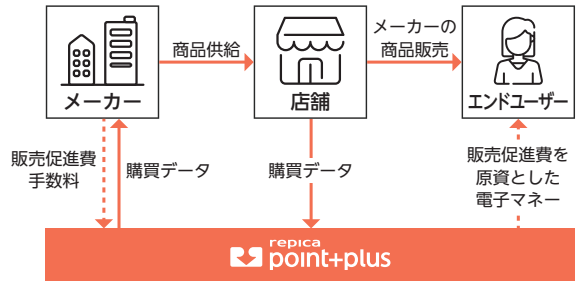 商品供給
メーカーの
商品販売
メーカー
店舗
エンドユーザー
販売促進費
手数料
購買データ
購買データ
販売促進費を
原資とした
電子マネー
repica
point+plus